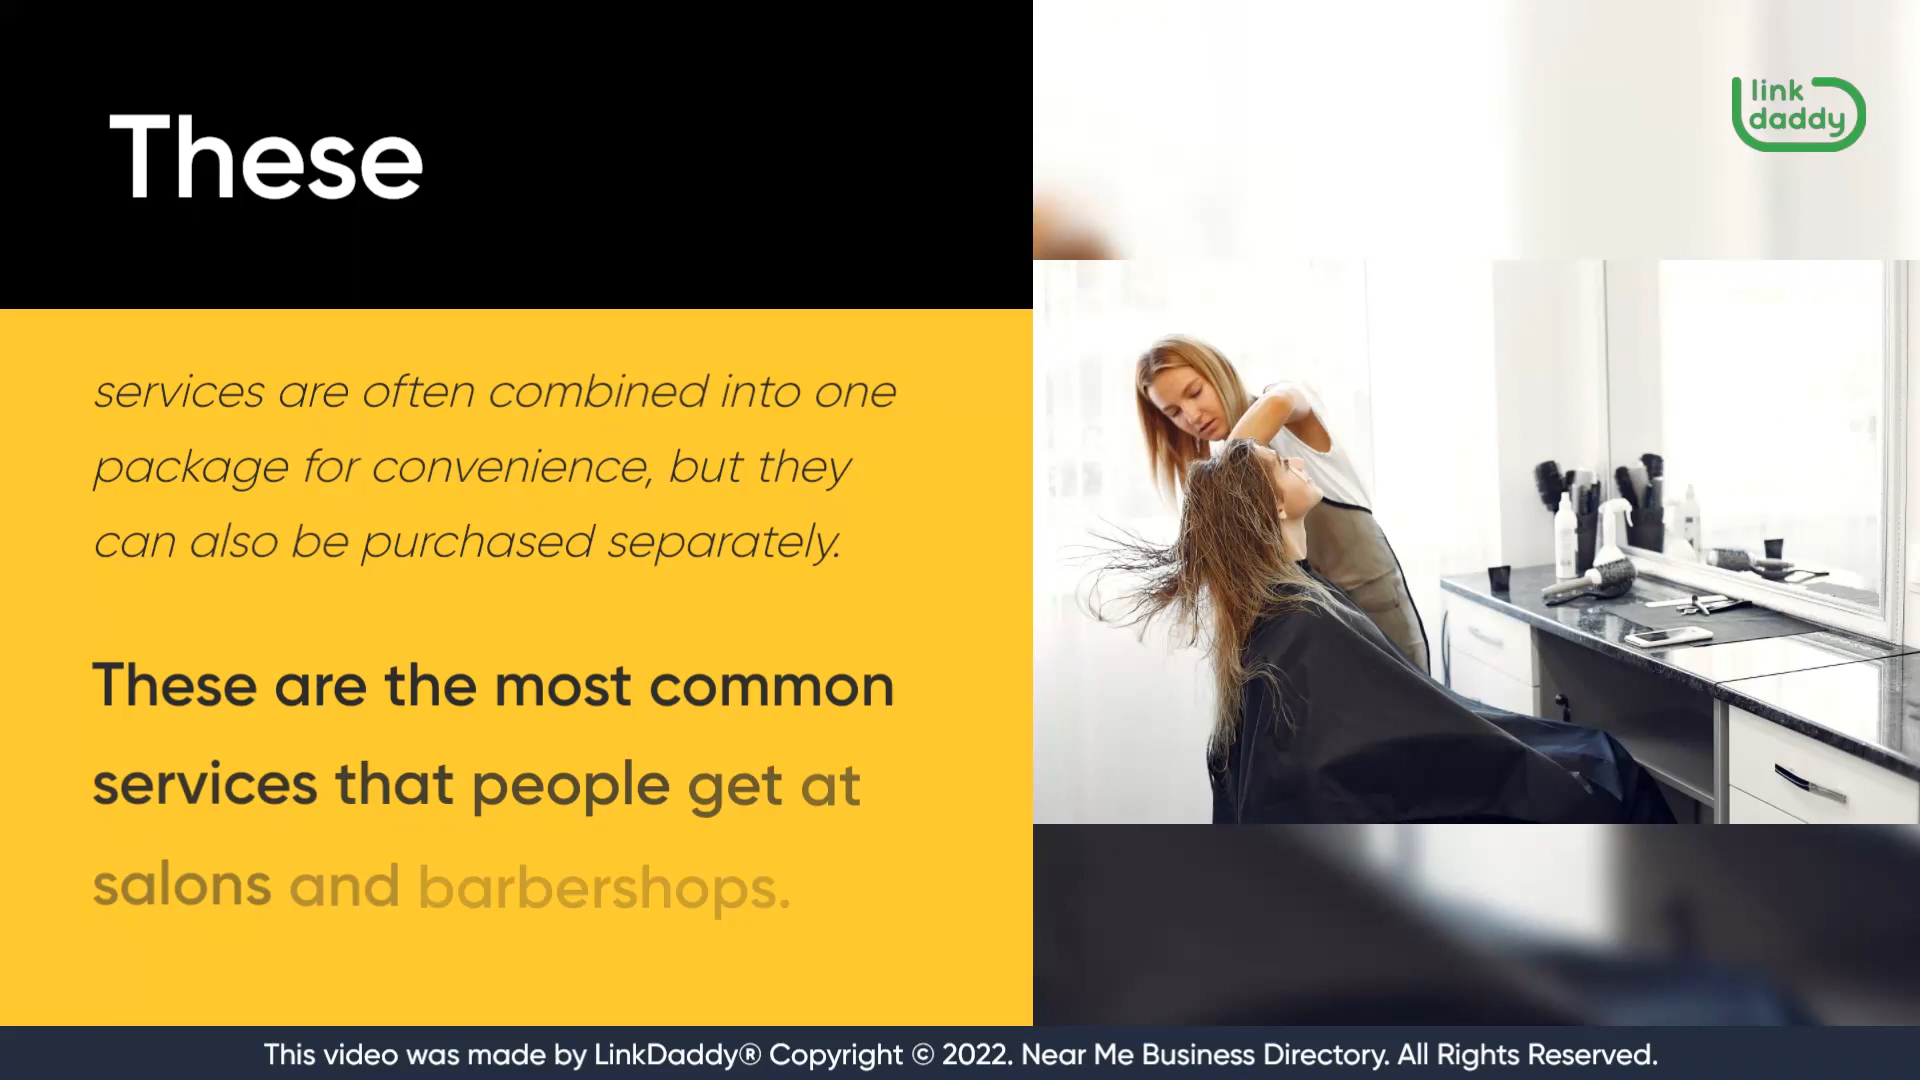 These
services are often combined into one
package for convenience, but they
can also be purchased separately.
These are the most common
services that people get at
salons and barbershops.
link
daddy
This video was made by LinkDaddy® Copyright © 2022. Near Me Business Directory. All Rights Reserved.